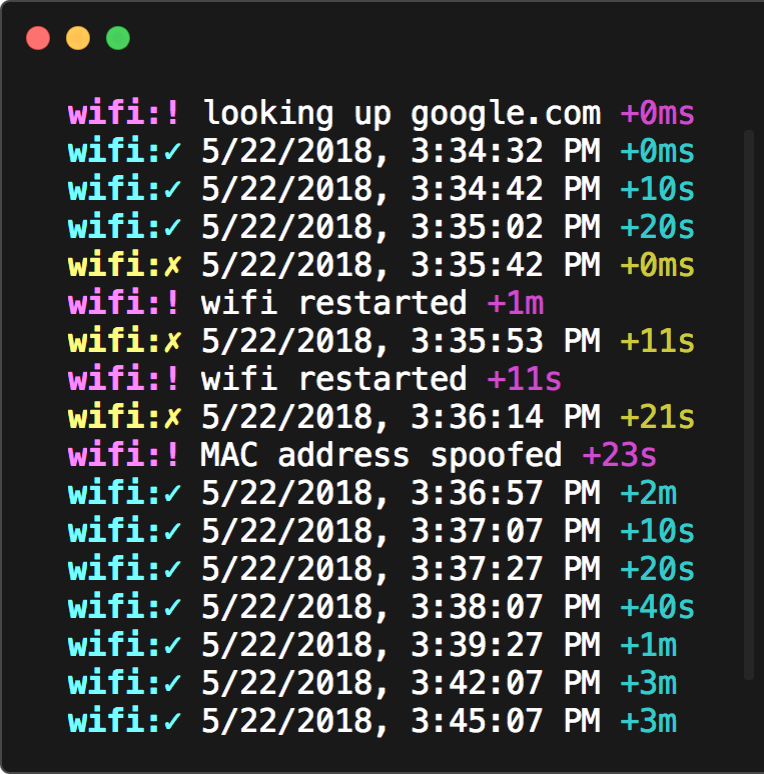 wifi:! looking up google.com +0ms
wifi:✓ 5/22/2018, 3:34:32 PM +0ms
wifi:✓ 5/22/2018, 3:34:42 PM +10s
wifi:✓ 5/22/2018, 3:35:02 PM +20s
wifi:✗ 5/22/2018, 3:35:42 PM +0ms
wifi:! wifi restarted +1m
wifi:✗ 5/22/2018, 3:35:53 PM +11s
wifi:! wifi restarted +11s
wifi:✗ 5/22/2018, 3:36:14 PM +21s
wifi:! MAC address spoofed +23s
wifi:✓ 5/22/2018, 3:36:57 PM +2m
wifi:✓ 5/22/2018, 3:37:07 PM +10s
wifi:✓ 5/22/2018, 3:37:27 PM +20s
wifi:✓ 5/22/2018, 3:38:07 PM +40s
wifi:✓ 5/22/2018, 3:39:27 PM +1m
wifi:✓ 5/22/2018, 3:42:07 PM +3m
wifi:✓ 5/22/2018, 3:45:07 PM +3m